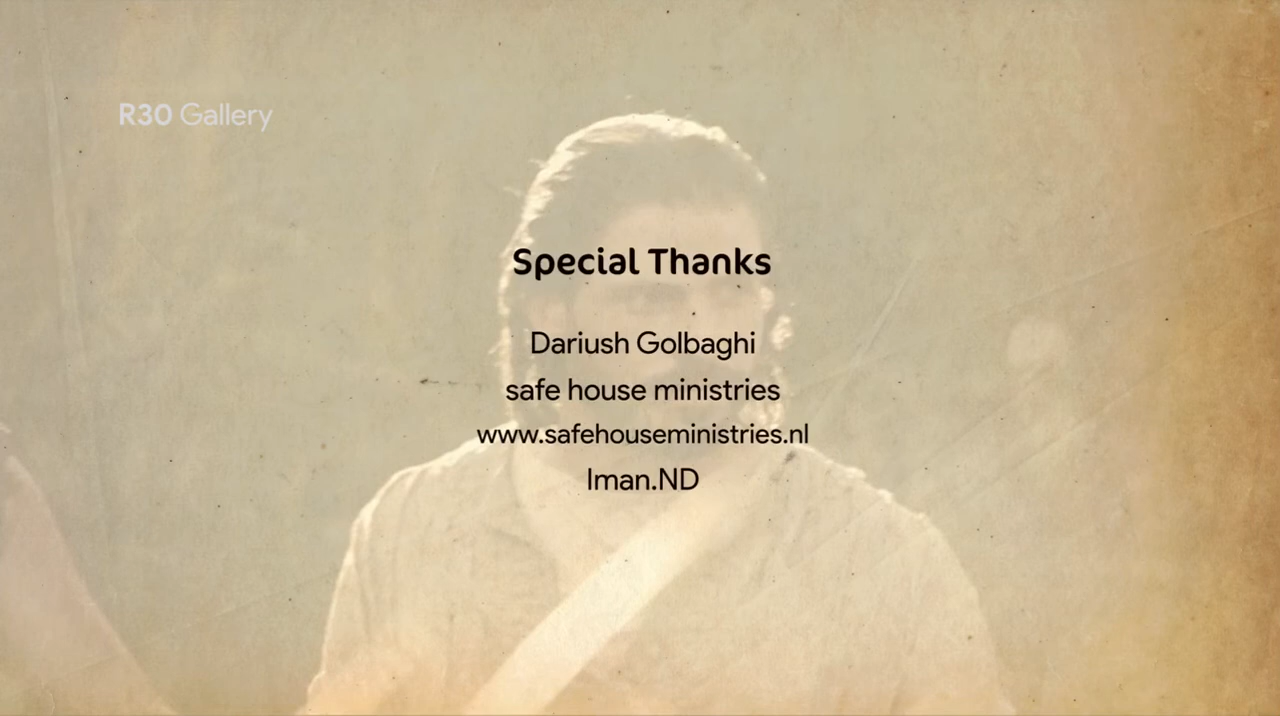 R30 Gallery
Special Thanks
Dariush Golbaghi
safe house ministries
www.safehouseministries.nl
Iman.ND